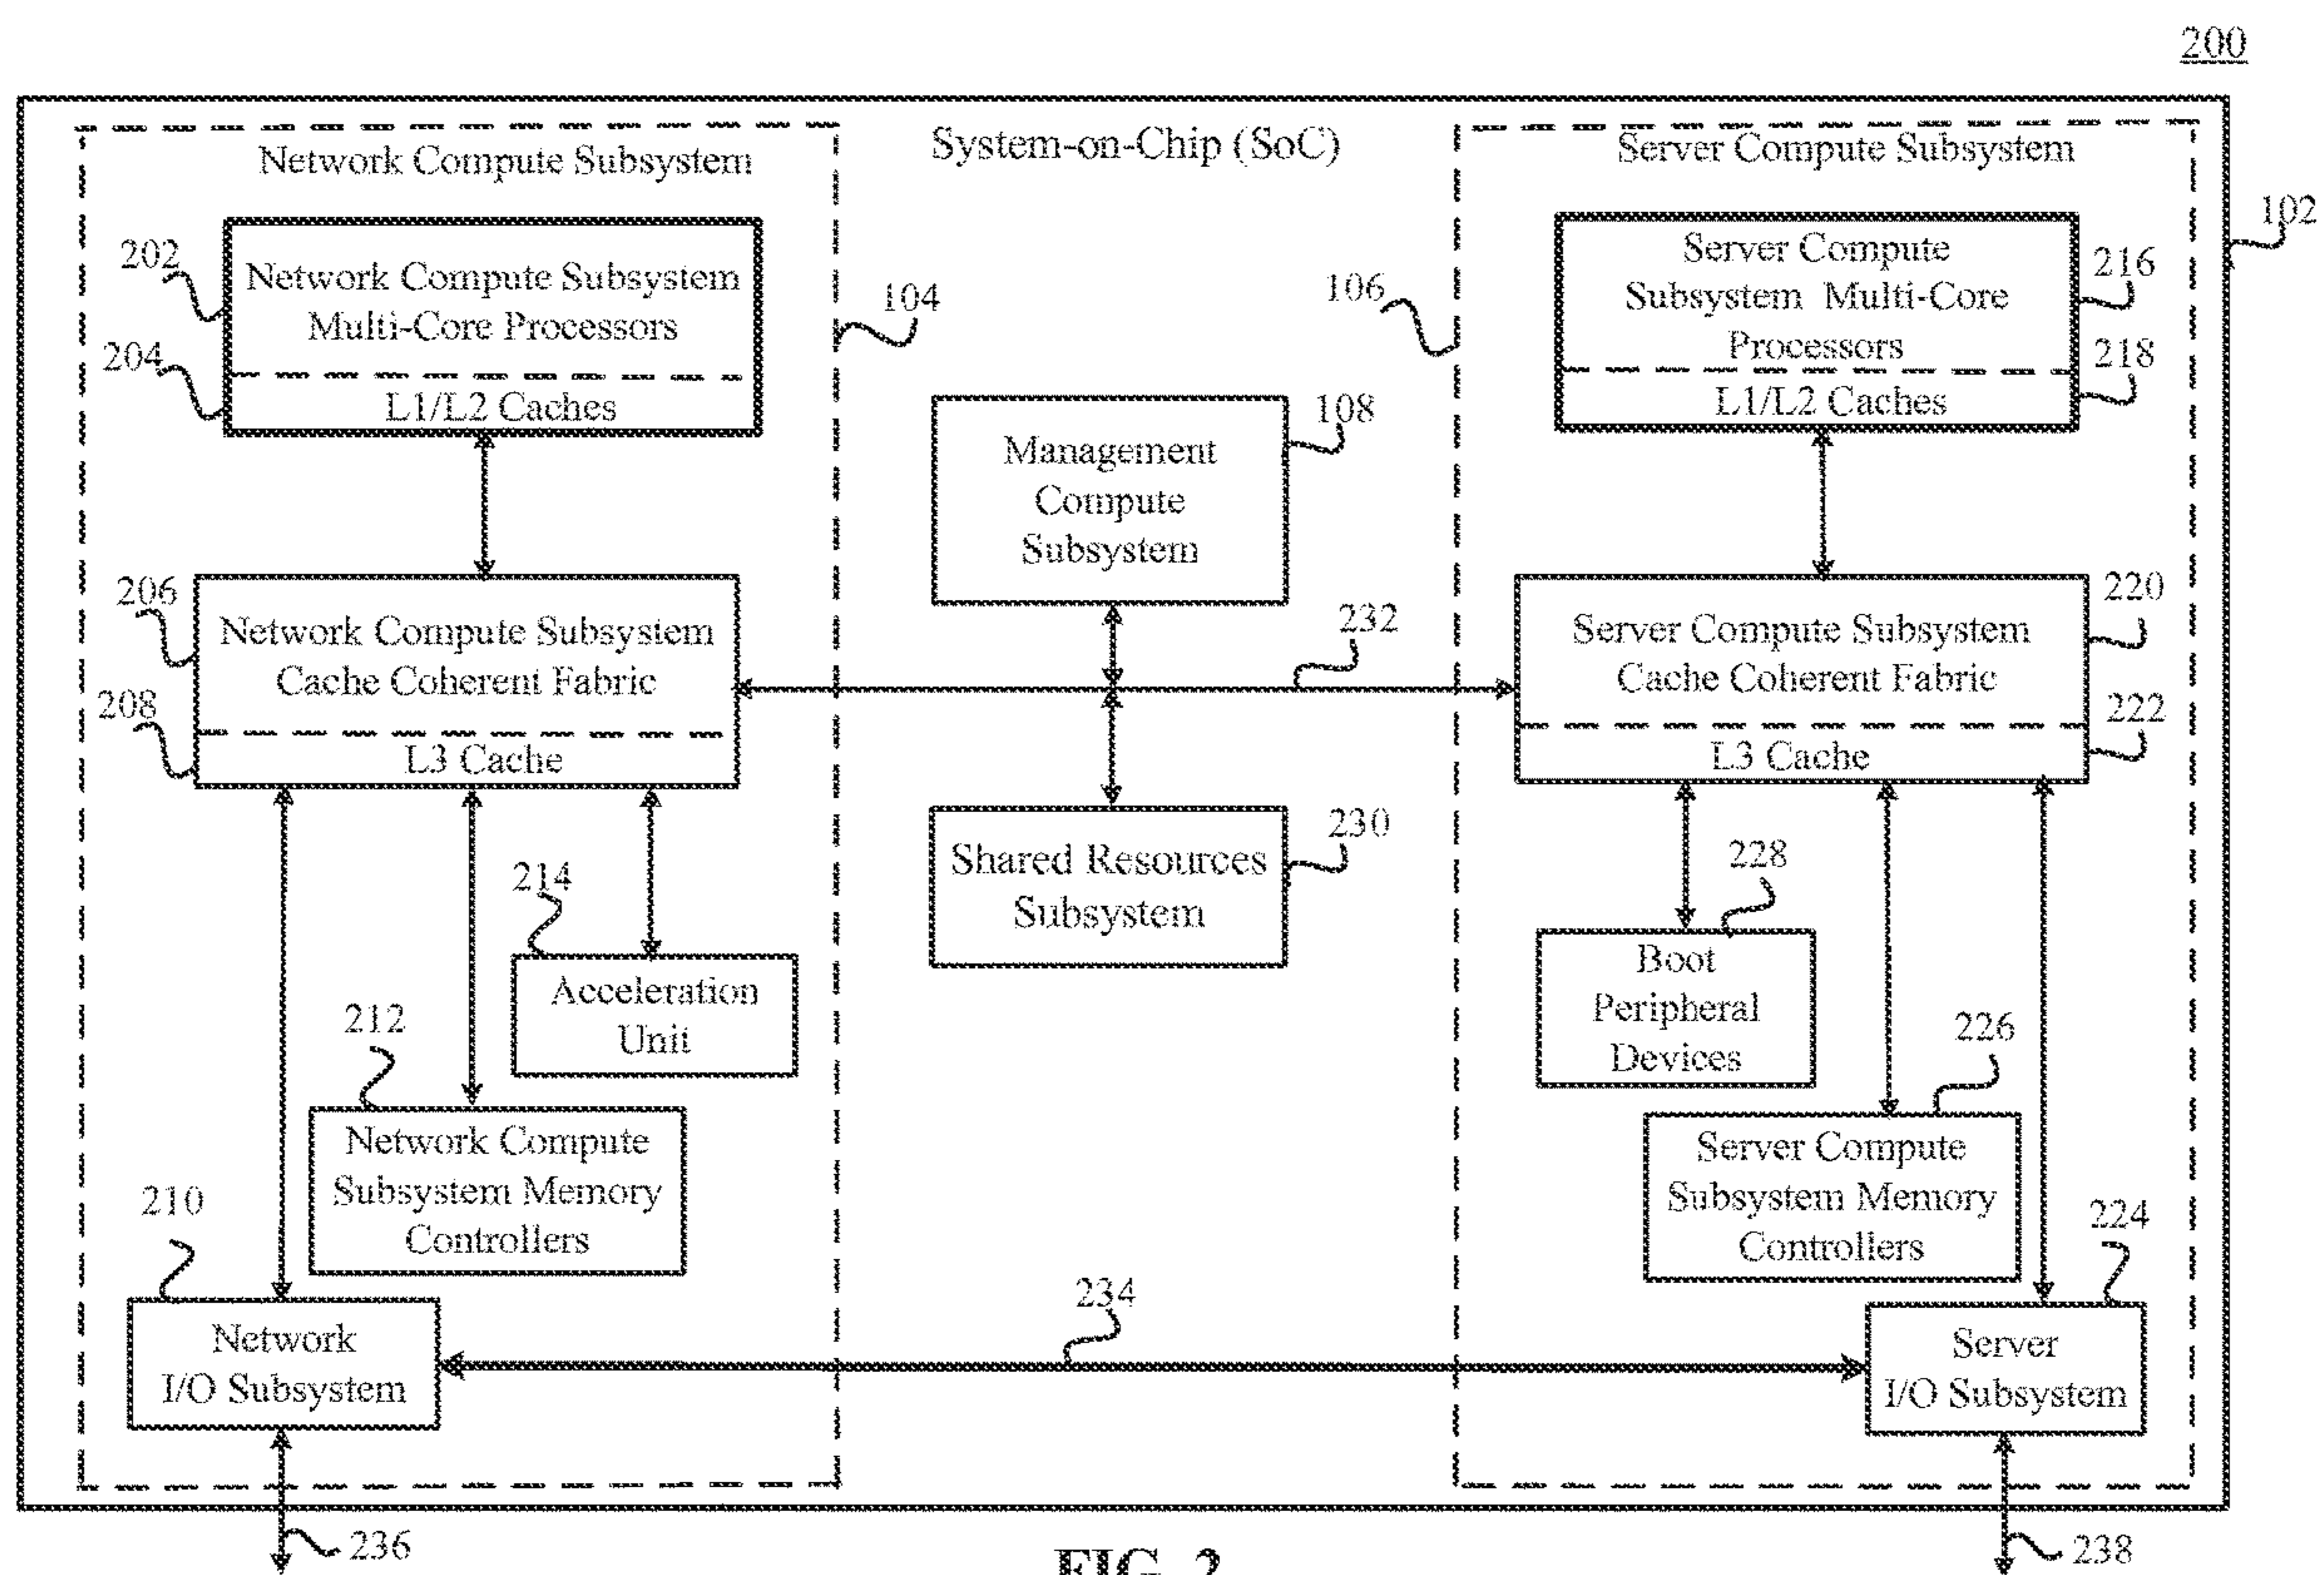 200
System-on-Chip (SoC)
102
Network Compute Subsystem
104
202
Network Compute Subsystem
Multi-Core Processors
204
L1/L2 Caches
206
Network Compute Subsystem
Cache Coherent Fabric
208
L3 Cache
214
Acceleration
Unit
212
Network Compute
Subsystem Memory
Controllers
210
Network
I/O Subsystem
236
108
Management
Compute
Subsystem
232
230
Shared Resources
Subsystem
234
Server Compute Subsystem
106
Server Compute
Subsystem Multi-Core
Processors
216
L1/L2 Caches
218
Server Compute Subsystem
Cache Coherent Fabric
220
L3 Cache
222
228
Boot
Peripheral
Devices
226
Server Compute
Subsystem Memory
Controllers
224
Server
I/O Subsystem
238
FIG. 2